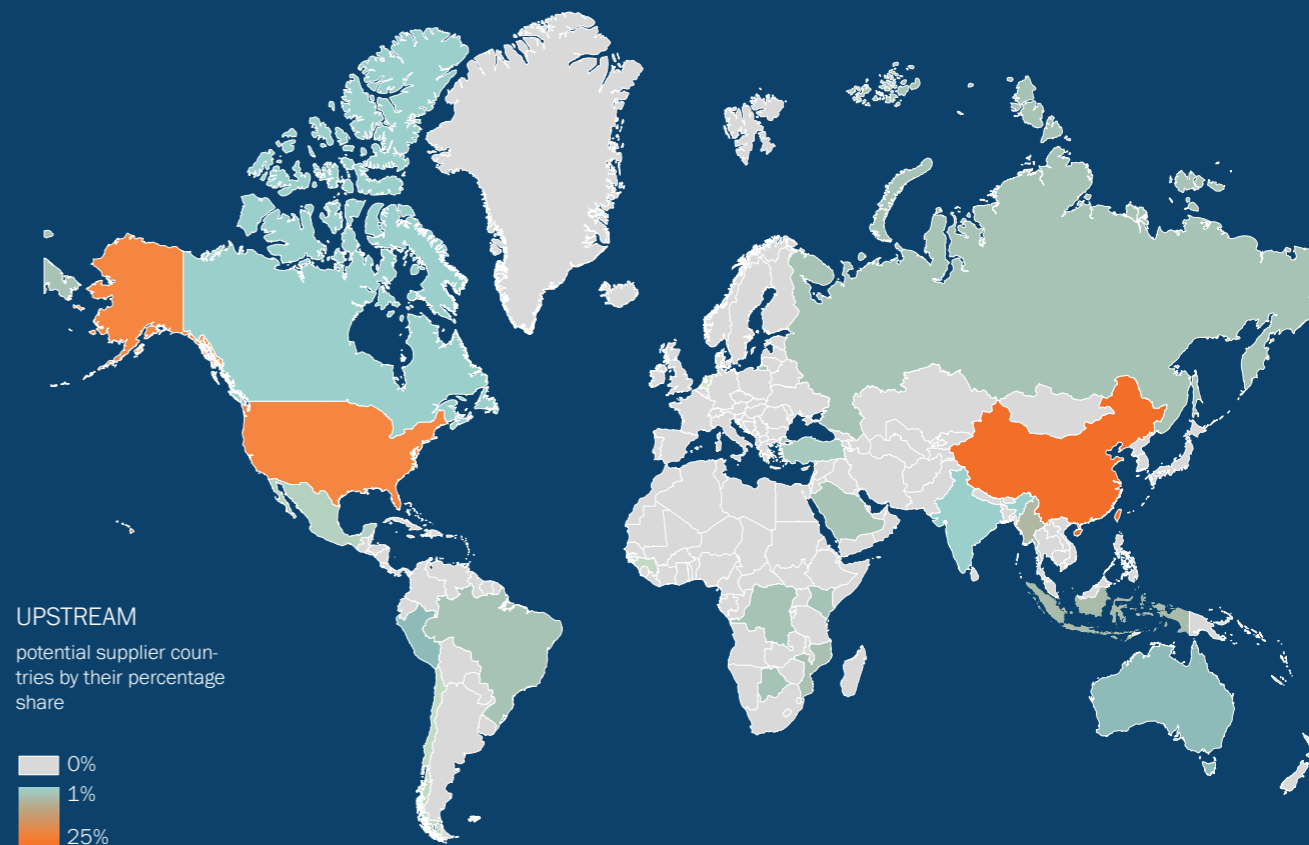 UPSTREAM
potential supplier coun-
tries by their percentage
share
0%
1%
25%